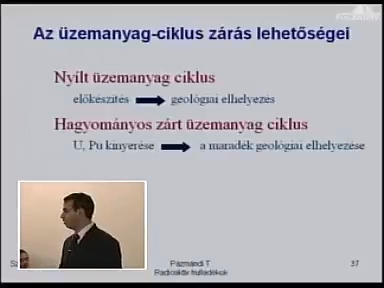 Az üzemanyag-ciklus zárás lehetőségei
Nyílt üzemanyag ciklus
előkészítés geológiai elhelyezés
Hagyományos zárt üzemanyag ciklus
U, Pu kinyerése a maradék geológiai elhelyezése
Pázmándi T
Radioaktív hulladékok
37